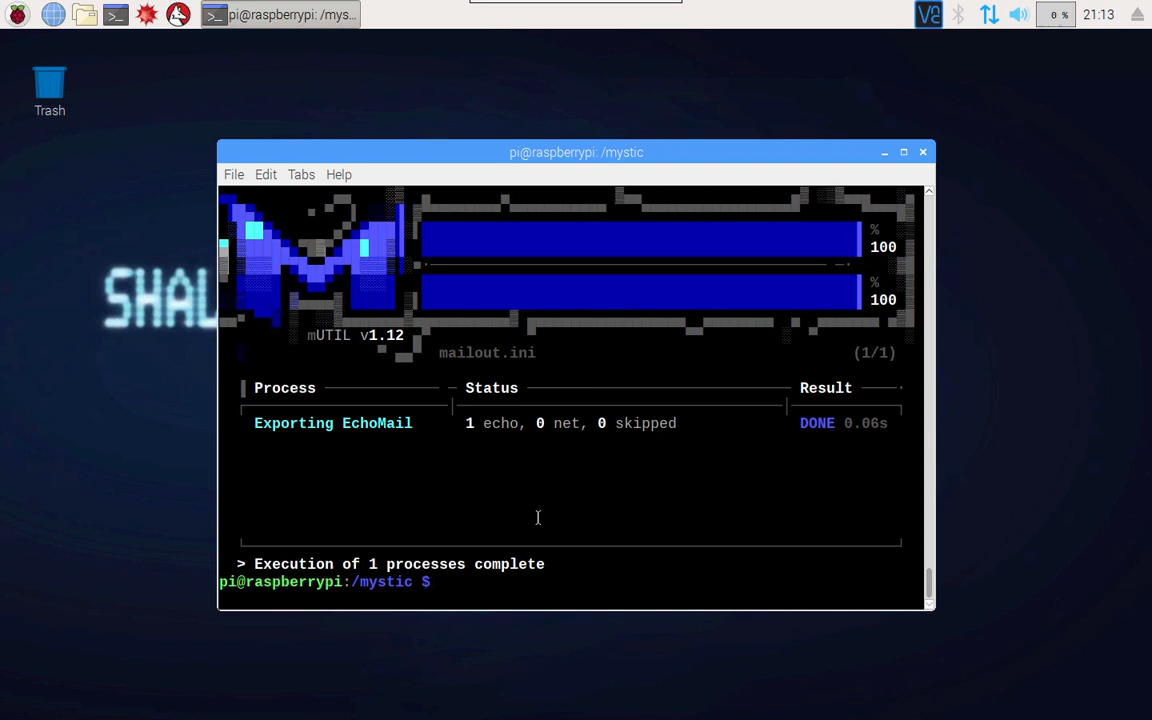 pi@raspberrypi: /mys...
0 %
21:13
Trash
pi@raspberrypi: /mystic
File Edit Tabs Help
%
100
%
100
mUTIL v1.12
mailout.ini (1/1)
Process Status Result
Exporting EchoMail 1 echo, 0 net, 0 skipped DONE 0.06s
> Execution of 1 processes complete
pi@raspberrypi:/mystic $